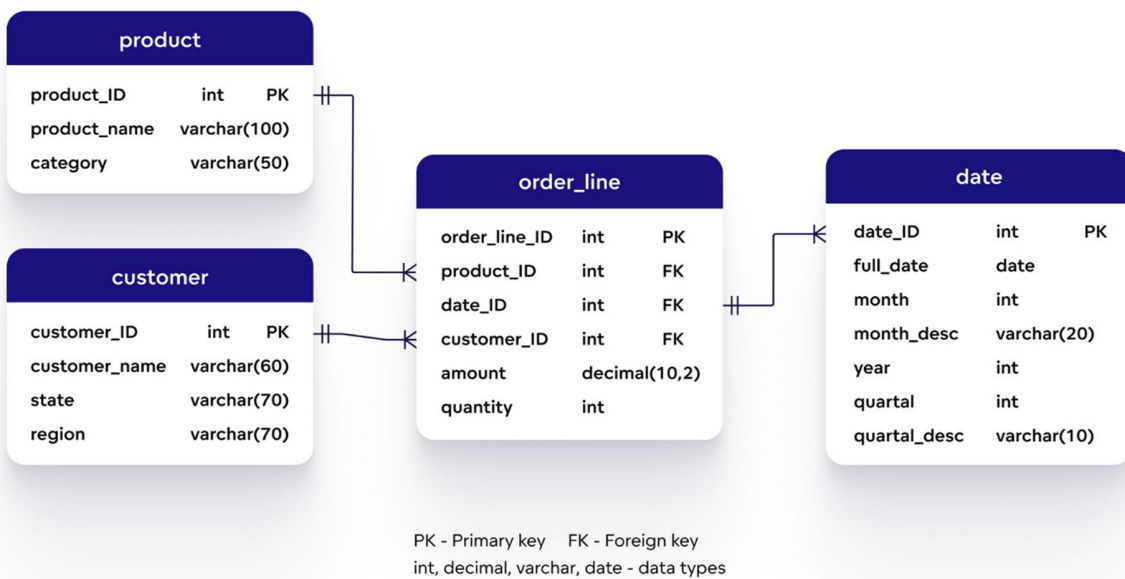 product
product_ID int PK
product_name varchar(100)
category varchar(50)
customer
customer_ID int PK
customer_name varchar(60)
state varchar(70)
region varchar(70)
order_line
order_line_ID int PK
product_ID int FK
date_ID int FK
customer_ID int FK
amount decimal(10,2)
quantity int
date
date_ID int PK
full_date date
month int
month_desc varchar(20)
year int
quartal int
quartal_desc varchar(10)
PK - Primary key FK - Foreign key
int, decimal, varchar, date - data types